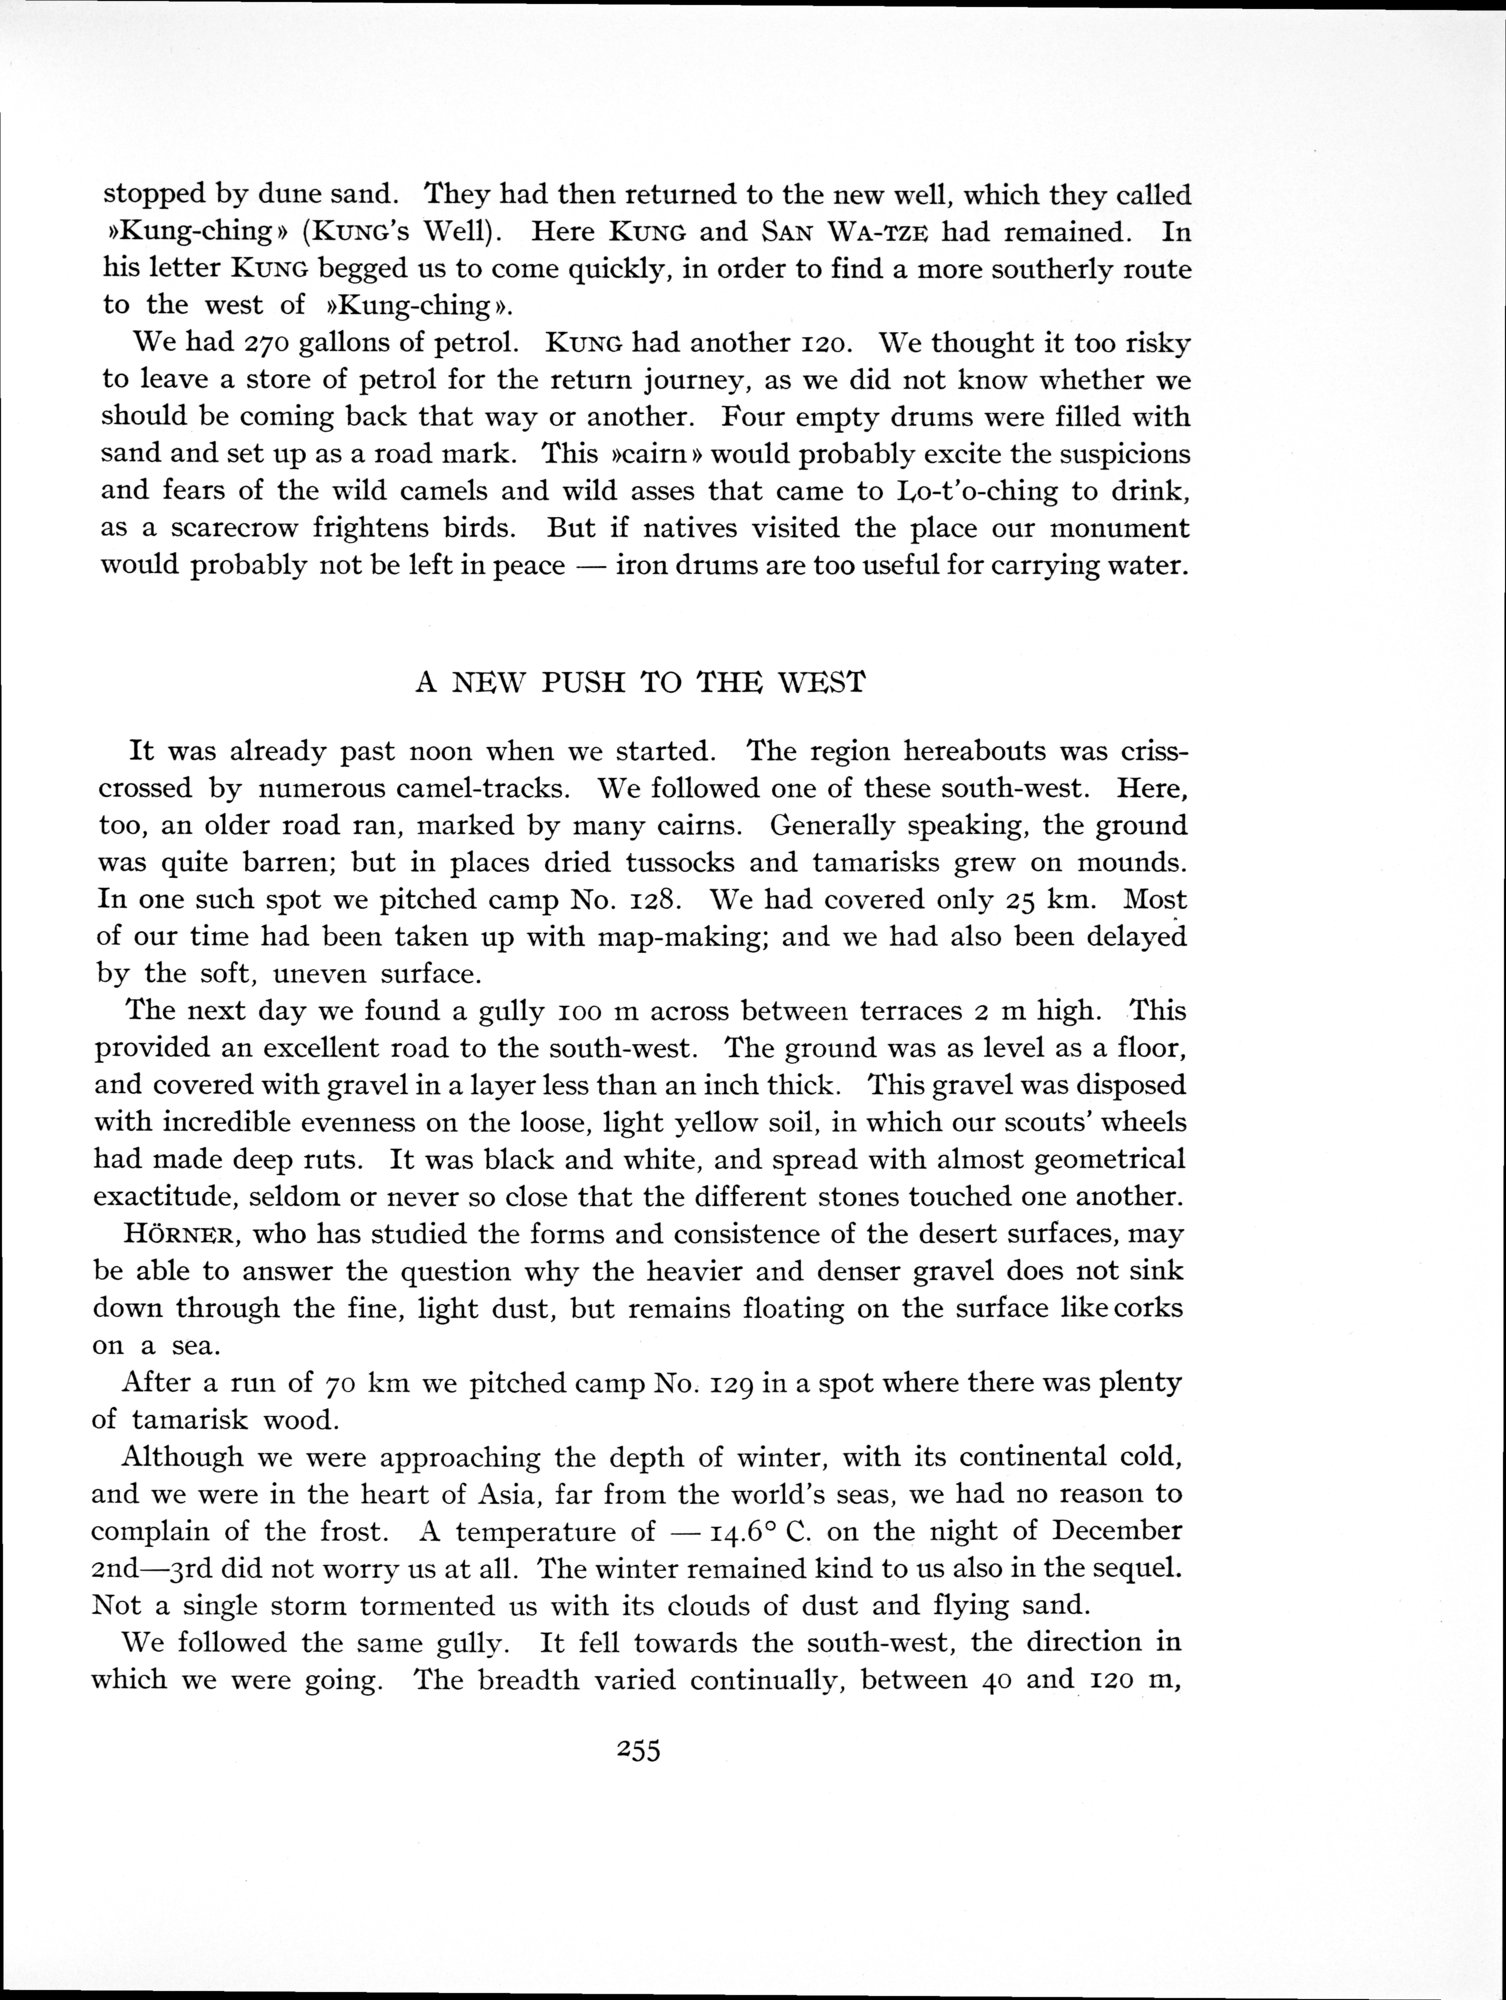 stopped by dune sand. They had then returned to the new well, which they called
»Kung-ching» (KUNG's Well). Here KUNG and SAN WA-TZE had remained. In
his letter KUNG begged us to come quickly, in order to find a more southerly route
to the west of »Kung-ching».
We had 270 gallons of petrol. KUNG had another 120. We thought it too risky
to leave a store of petrol for the return journey, as we did not know whether we
should be coming back that way or another. Four empty drums were filled with
sand and set up as a road mark. This »cairn» would probably excite the suspicions
and fears of the wild camels and wild asses that came to Lo-t'o-ching to drink,
as a scarecrow frightens birds. But if natives visited the place our monument
would probably not be left in peace — iron drums are too useful for carrying water.
A NEW PUSH TO THE WEST
It was already past noon when we started. The region hereabouts was criss-
crossed by numerous camel-tracks. We followed one of these south-west. Here,
too, an older road ran, marked by many cairns. Generally speaking, the ground
was quite barren; but in places dried tussocks and tamarisks grew on mounds.
In one such spot we pitched camp No. 128. We had covered only 25 km. Most
of our time had been taken up with map-making; and we had also been delayed
by the soft, uneven surface.
The next day we found a gully 100 m across between terraces 2 m high. This
provided an excellent road to the south-west. The ground was as level as a floor,
and covered with gravel in a layer less than an inch thick. This gravel was disposed
with incredible evenness on the loose, light yellow soil, in which our scouts' wheels
had made deep ruts. It was black and white, and spread with almost geometrical
exactitude, seldom or never so close that the different stones touched one another.
HÖRNER, who has studied the forms and consistence of the desert surfaces, may
be able to answer the question why the heavier and denser gravel does not sink
down through the fine, light dust, but remains floating on the surface like corks
on a sea.
After a run of 70 km we pitched camp No. 129 in a spot where there was plenty
of tamarisk wood.
Although we were approaching the depth of winter, with its continental cold,
and we were in the heart of Asia, far from the world's seas, we had no reason to
complain of the frost. A temperature of — 14.6° C. on the night of December
2nd—3rd did not worry us at all. The winter remained kind to us also in the sequel.
Not a single storm tormented us with its clouds of dust and flying sand.
We followed the same gully. It fell towards the south-west, the direction in
which we were going. The breadth varied continually, between 40 and 120 m,
255